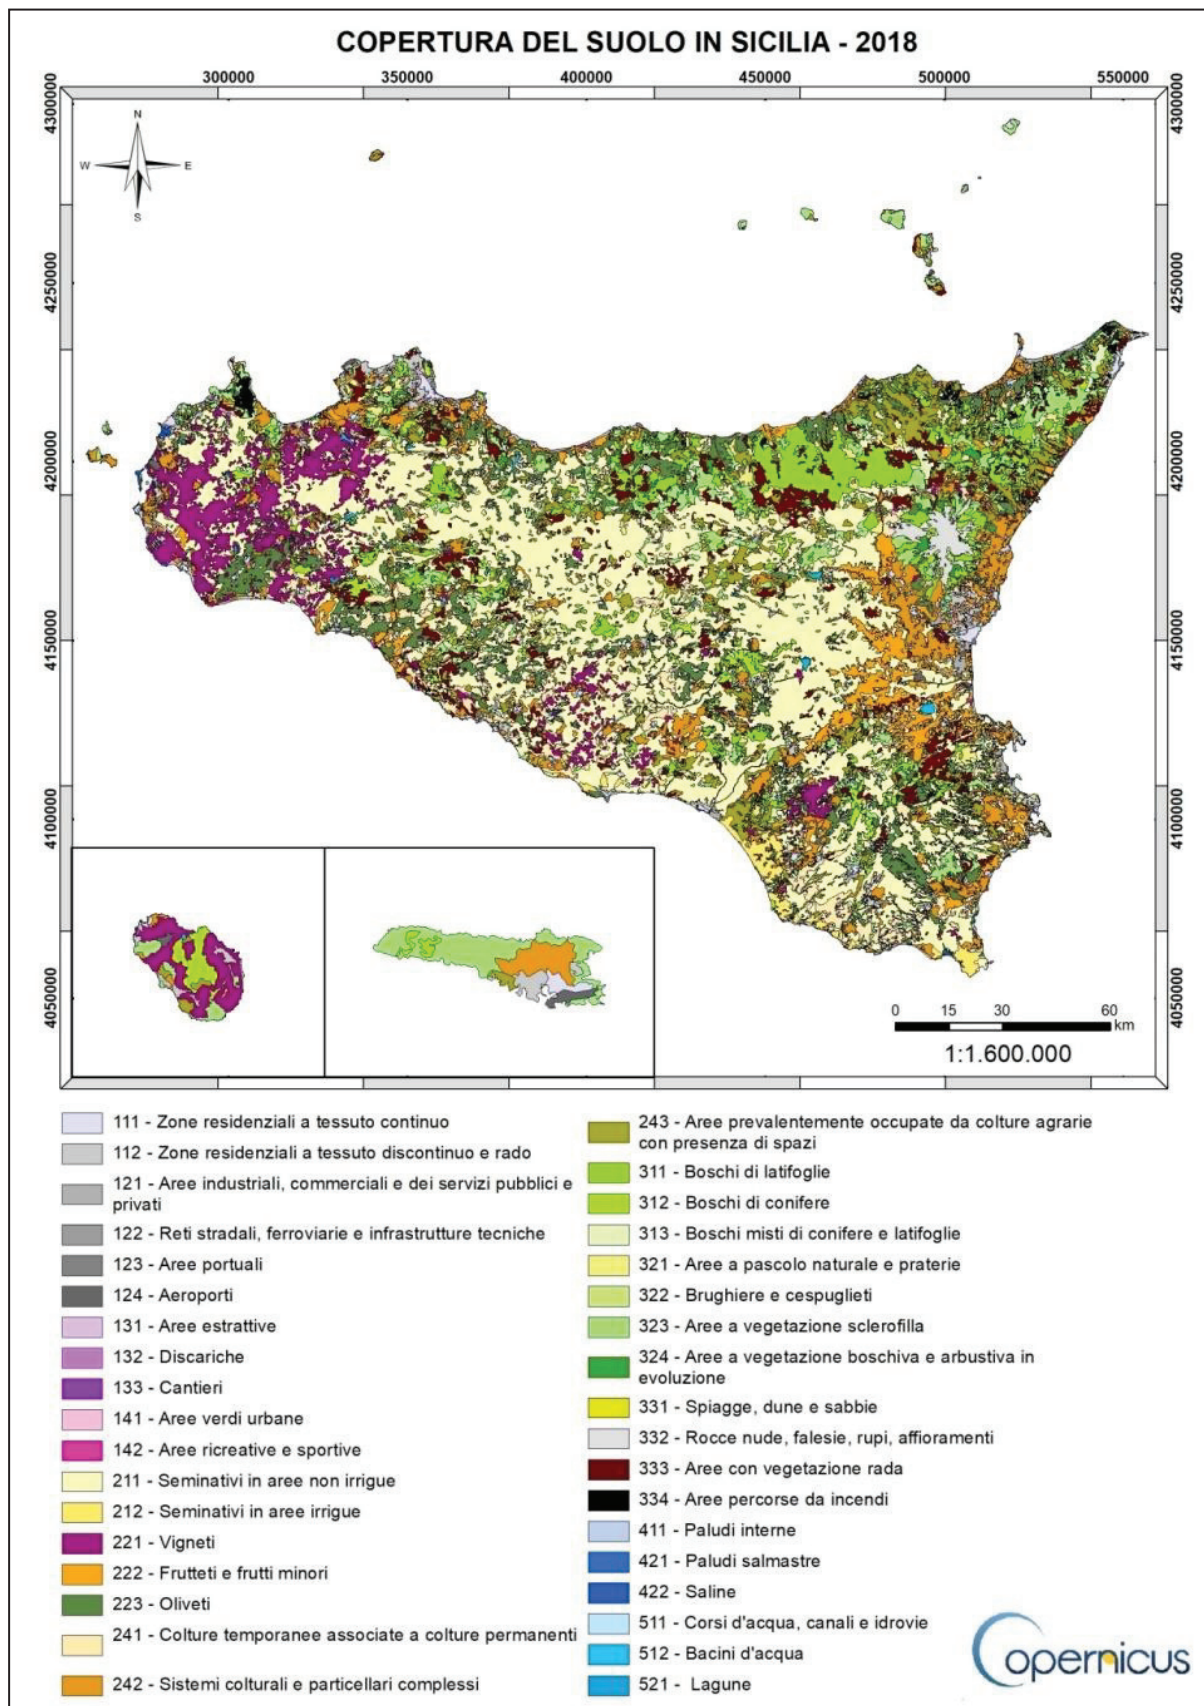 COPERTURA DEL SUOLO IN SICILIA - 2018
300000 350000 400000 450000 500000 550000
4300000 4300000
N
W E
S
4250000 4250000
4200000 4200000
4150000 4150000
4100000 4100000
4050000 4050000
0 15 30 60
km
1:1.600.000
111 - Zone residenziali a tessuto continuo
112 - Zone residenziali a tessuto discontinuo e rado
121 - Aree industriali, commerciali e dei servizi pubblici e
privati
122 - Reti stradali, ferroviarie e infrastrutture tecniche
123 - Aree portuali
124 - Aeroporti
131 - Aree estrattive
132 - Discariche
133 - Cantieri
141 - Aree verdi urbane
142 - Aree ricreative e sportive
211 - Seminativi in aree non irrigue
212 - Seminativi in aree irrigue
221 - Vigneti
222 - Frutteti e frutti minori
223 - Oliveti
241 - Colture temporanee associate a colture permanenti
242 - Sistemi colturali e particellari complessi
243 - Aree prevalentemente occupate da colture agrarie
con presenza di spazi
311 - Boschi di latifoglie
312 - Boschi di conifere
313 - Boschi misti di conifere e latifoglie
321 - Aree a pascolo naturale e praterie
322 - Brughiere e cespuglieti
323 - Aree a vegetazione sclerofilla
324 - Aree a vegetazione boschiva e arbustiva in
evoluzione
331 - Spiagge, dune e sabbie
332 - Rocce nude, falesie, rupi, affioramenti
333 - Aree con vegetazione rada
334 - Aree percorse da incendi
411 - Paludi interne
421 - Paludi salmastre
422 - Saline
511 - Corsi d'acqua, canali e idrovie
512 - Bacini d'acqua
521 - Lagune
Copernicus